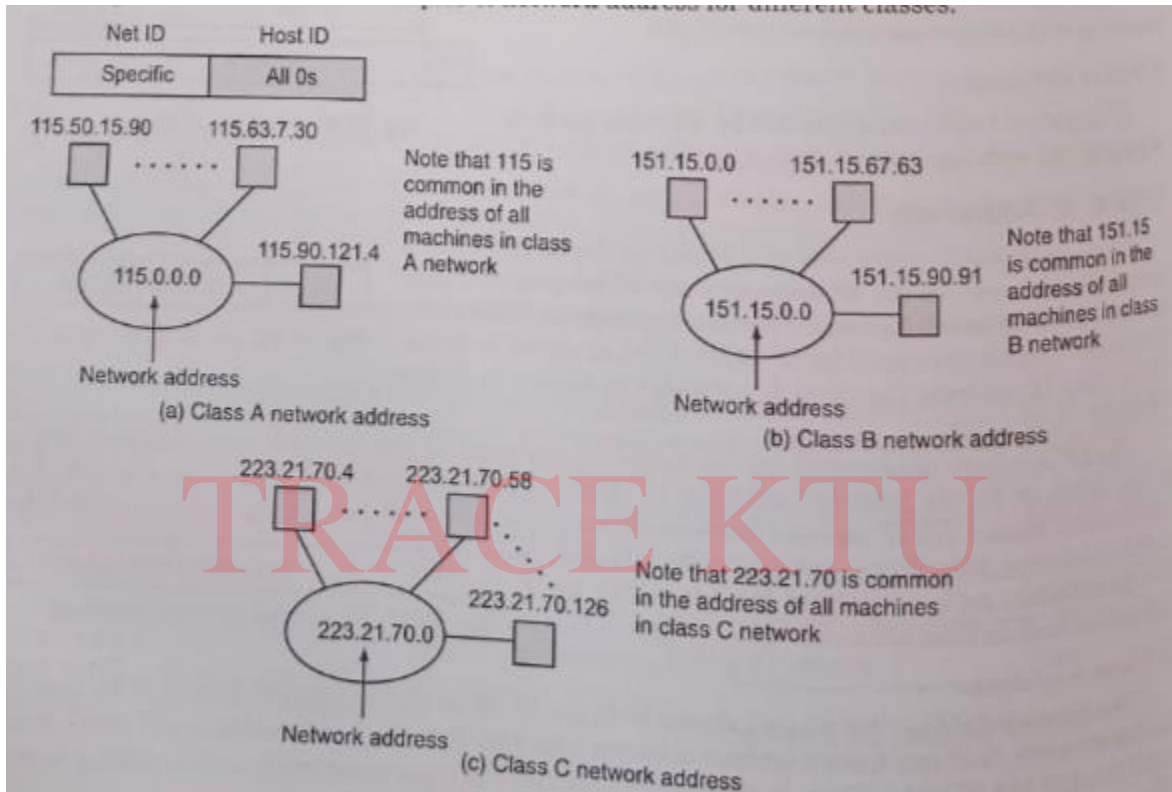 network address for different classes.
Net ID Host ID
Specific All 0s
115.50.15.90 115.63.7.30
115.90.121.4
115.0.0.0
Network address
(a) Class A network address
Note that 115 is
common in the
address of all
machines in class
A network
151.15.0.0 151.15.67.63
151.15.90.91
151.15.0.0
Network address
(b) Class B network address
Note that 151.15
is common in the
address of all
machines in class
B network
223.21.70.4 223.21.70.58
TRACE KTU
223.21.70.126
223.21.70.0
Network address
(c) Class C network address
Note that 223.21.70 is common
in the address of all machines
in class C network